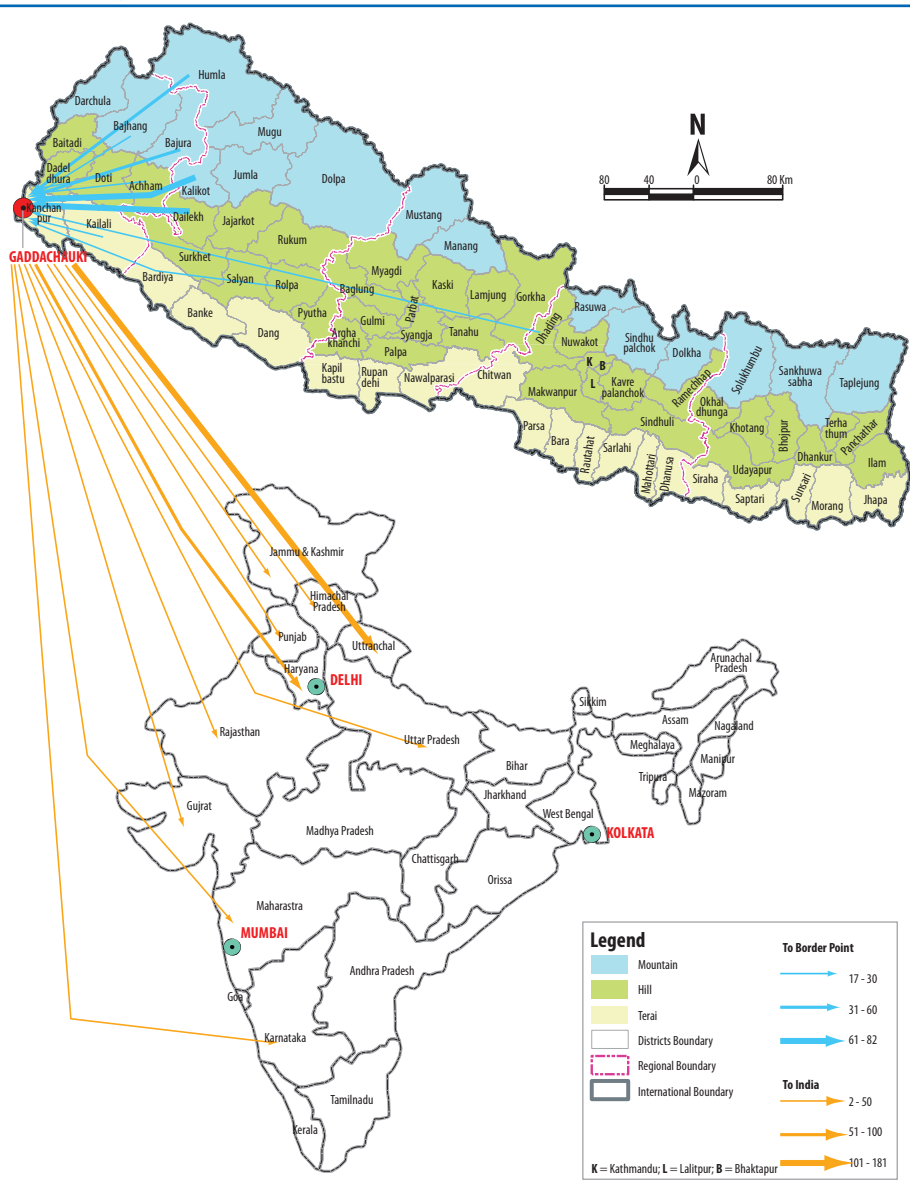 Humla
Darchula
Bajhang
Mugu
Baitadi
Bajura
Dadel
dhura
Doti
Achham
Kalikot
Jumla
Dolpa
Kanchan
pur
Kailali
Dailekh
Jajarkot
Mustang
GADDACHAUKI
Rukum
Manang
Surkhet
Bardiya
Salyan
Rolpa
Myagdi
Baglung
Parbat
Kaski
Lamjung
Gorkha
Banke
Dang
Pyutha
Gulmi
Argha
khanchi
Syangja
Tanahu
Palpa
Dhading
Rasuwa
Nuwakot
Sindhu
palchok
Dolkha
Kapil
bastu
Rupan
dehi
Nawalparasi
Chitwan
K
B
L
Kavre
palanchok
Makwanpur
Ramechhap
Solukhumbu
Sankhuwa
sabha
Taplejung
Okhal
dhunga
Sindhuli
Khotang
Bhojpur
Terha
thum
Panchathar
Dhankur
Ilam
Parsa
Bara
Rautahat
Sarlahi
Mahottari
Dhanusa
Siraha
Udayapur
Saptari
Sunsari
Morang
Jhapa
N
80 40 0 80 Km
Jammu & Kashmir
Himachal
Pradesh
Punjab
Uttranchal
Haryana
DELHI
Rajasthan
Uttar Pradesh
Arunachal
Pradesh
Sikkim
Assam
Nagaland
Meghalaya
Manipur
Tripura
Mazoram
Bihar
Jharkhand
West Bengal
KOLKATA
Gujrat
Madhya Pradesh
Chattisgarh
Orissa
Maharastra
MUMBAI
Andhra Pradesh
Goa
Karnataka
Tamilnadu
Kerala
Legend
Mountain
Hill
Terai
Districts Boundary
Regional Boundary
International Boundary
K = Kathmandu; L = Lalitpur; B = Bhaktapur
To Border Point
17 - 30
31 - 60
61 - 82
To India
2 - 50
51 - 100
101 - 181